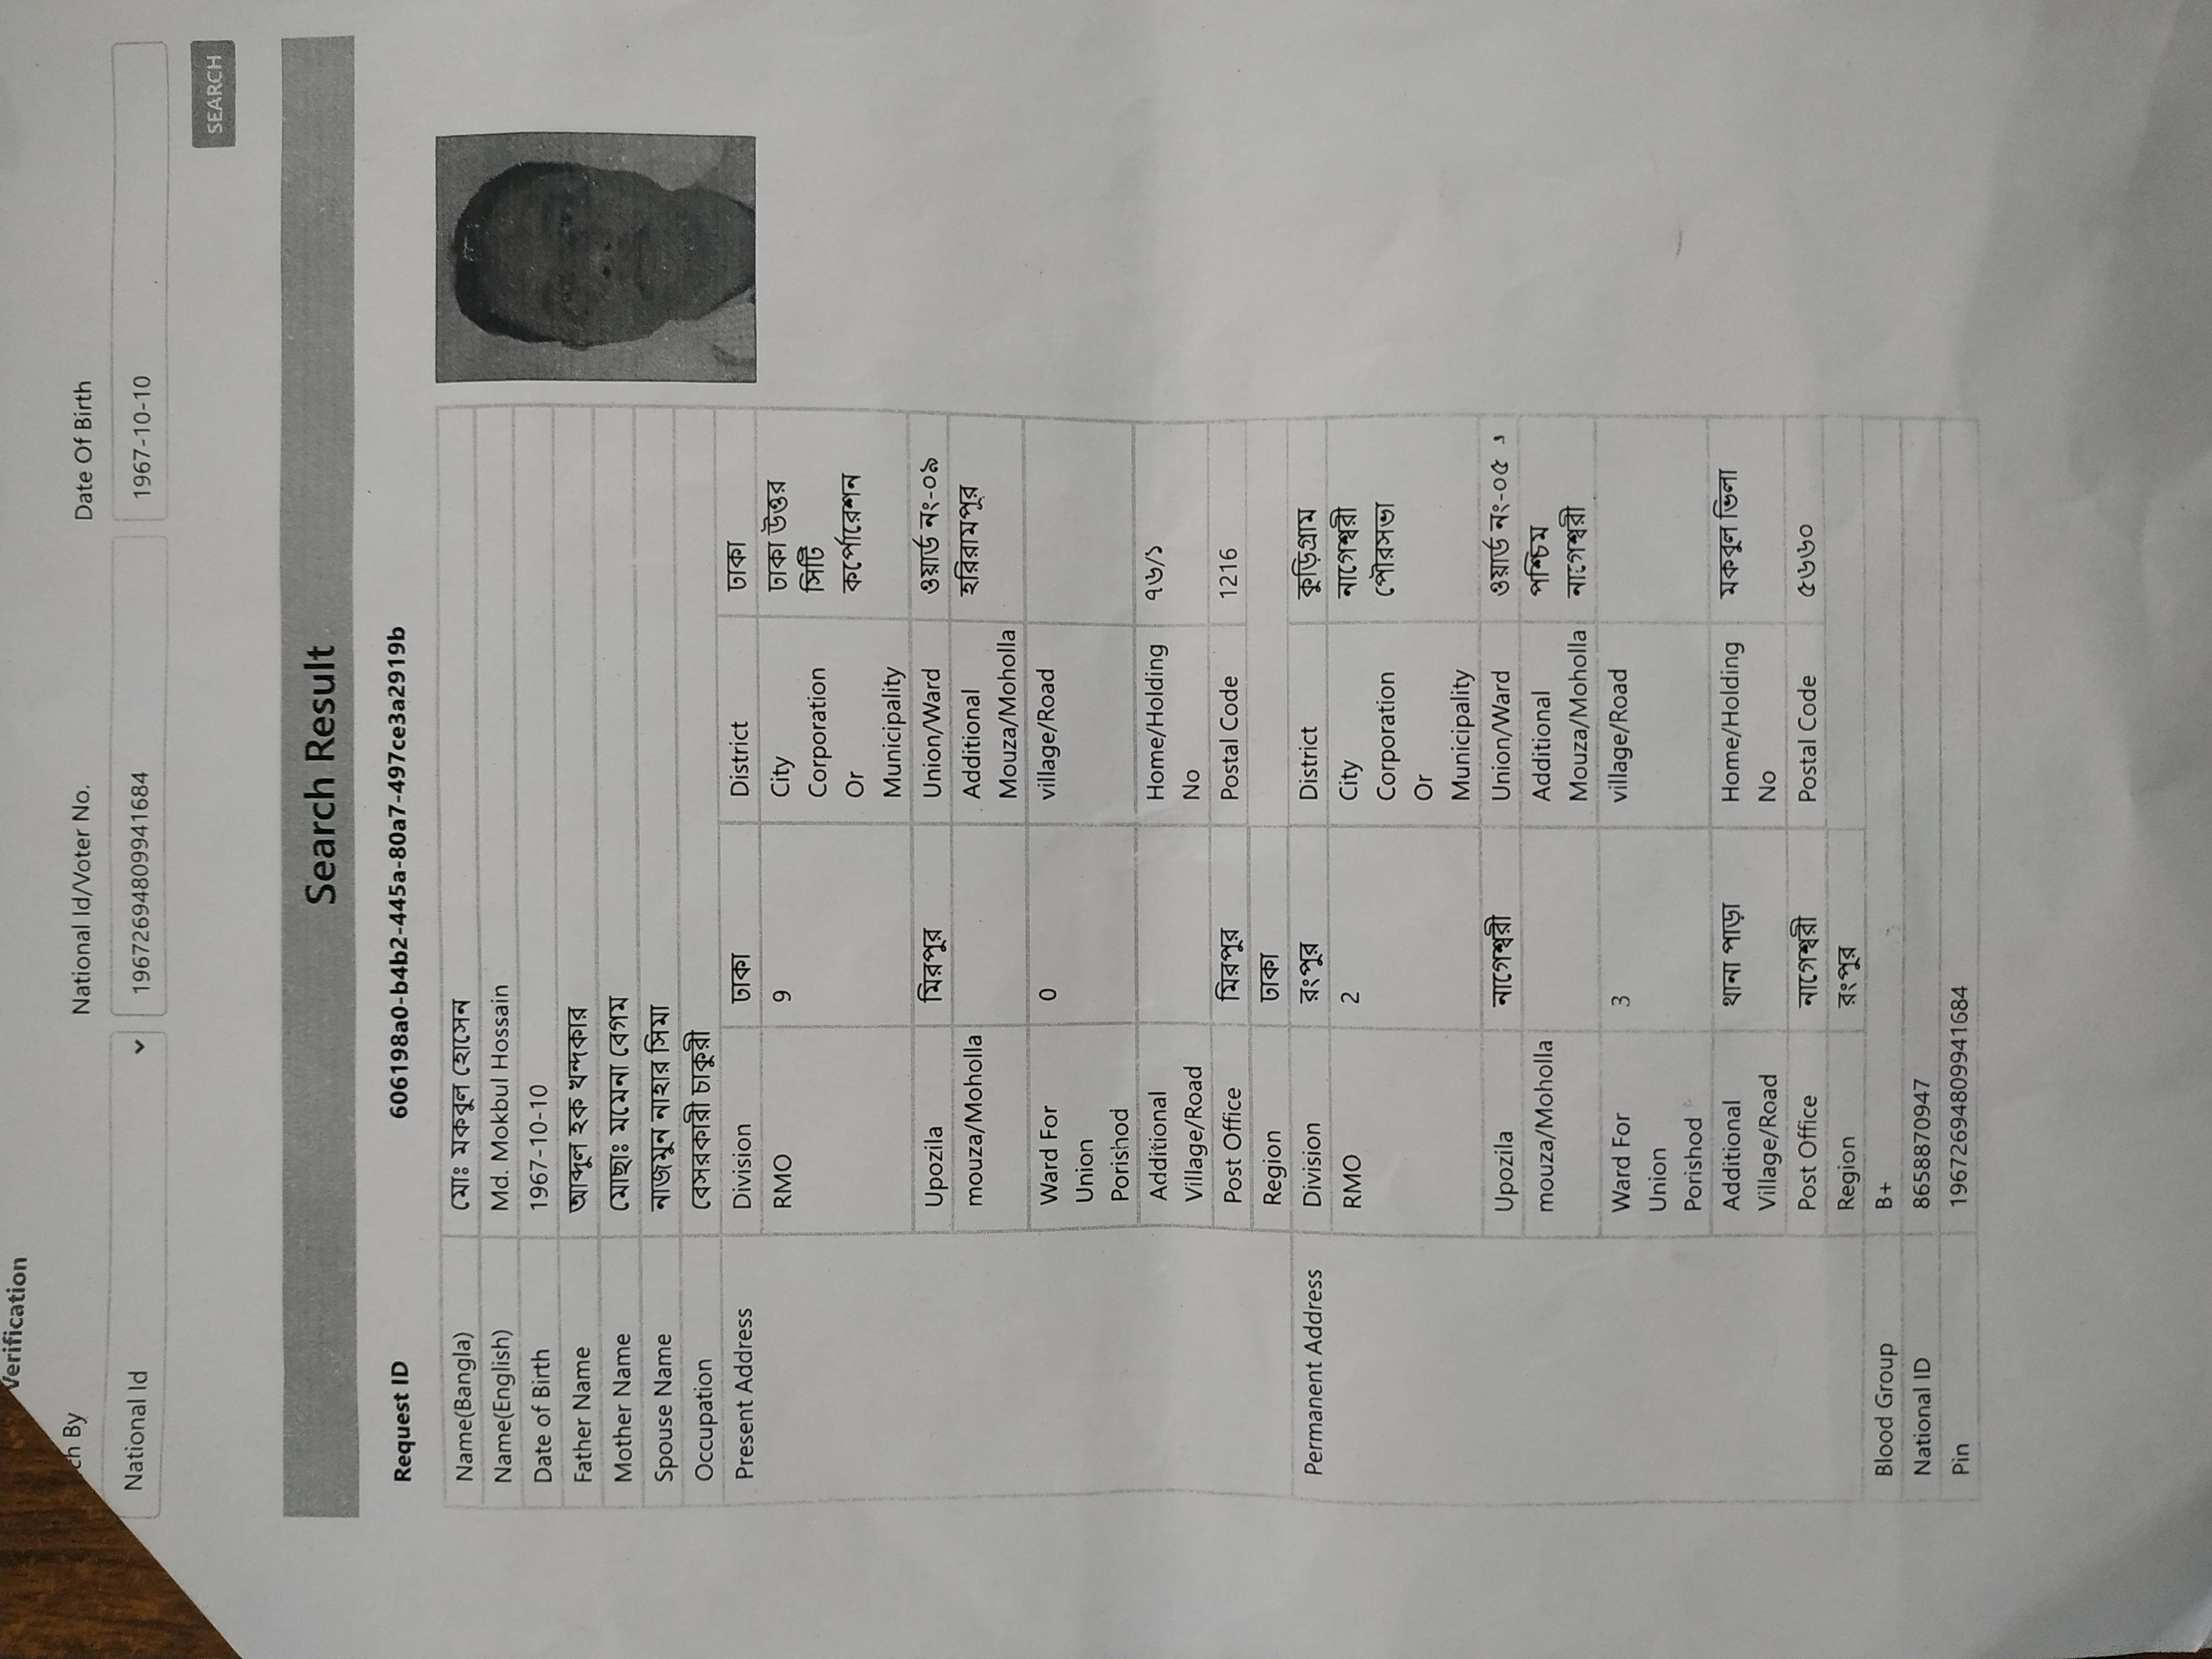 Verification
ch By
National Id/Voter No.
Date Of Birth
National Id
19672694809941684
1967-10-10
SEARCH
Search Result
Request ID 606198a0-b4b2-445a-80a7-497ce3a2919b
Name(Bangla) মোঃ মকবুল হোসেন
Name(English) Md. Mokbul Hossain
Date of Birth 1967-10-10
Father Name আব্দুল হক খন্দকার
Mother Name মোছাঃ মমেনা বেগম
Spouse Name নাজমুন নাহার সিমা
Occupation বেসরকারী চাকুরী
Present Address Division ঢাকা District ঢাকা
RMO 9 City ঢাকা উত্তর
Corporation সিটি
Or কর্পোরেশন
Municipality
Upozila মিরপুর Union/Ward ওয়ার্ড নং-০৯
mouza/Moholla Additional হরিরামপুর
Mouza/Moholla
Ward For 0 village/Road
Union
Porishod
Additional Home/Holding ৭৬/১
Village/Road No
Post Office মিরপুর Postal Code 1216
Region ঢাকা
Permanent Address Division রংপুর District কুড়িগ্রাম
RMO 2 City নাগেশ্বরী
Corporation পৌরসভা
Or
Municipality
Upozila নাগেশ্বরী Union/Ward ওয়ার্ড নং-০৫
mouza/Moholla Additional পশ্চিম
Mouza/Moholla নাগেশ্বরী
Ward For 3 village/Road
Union
Porishod
Additional থানা পাড়া Home/Holding মকবুল ভিলা
Village/Road No
Post Office নাগেশ্বরী Postal Code ৫৬৬০
Region রংপুর
Blood Group B+
National ID 8658870947
Pin 19672694809941684